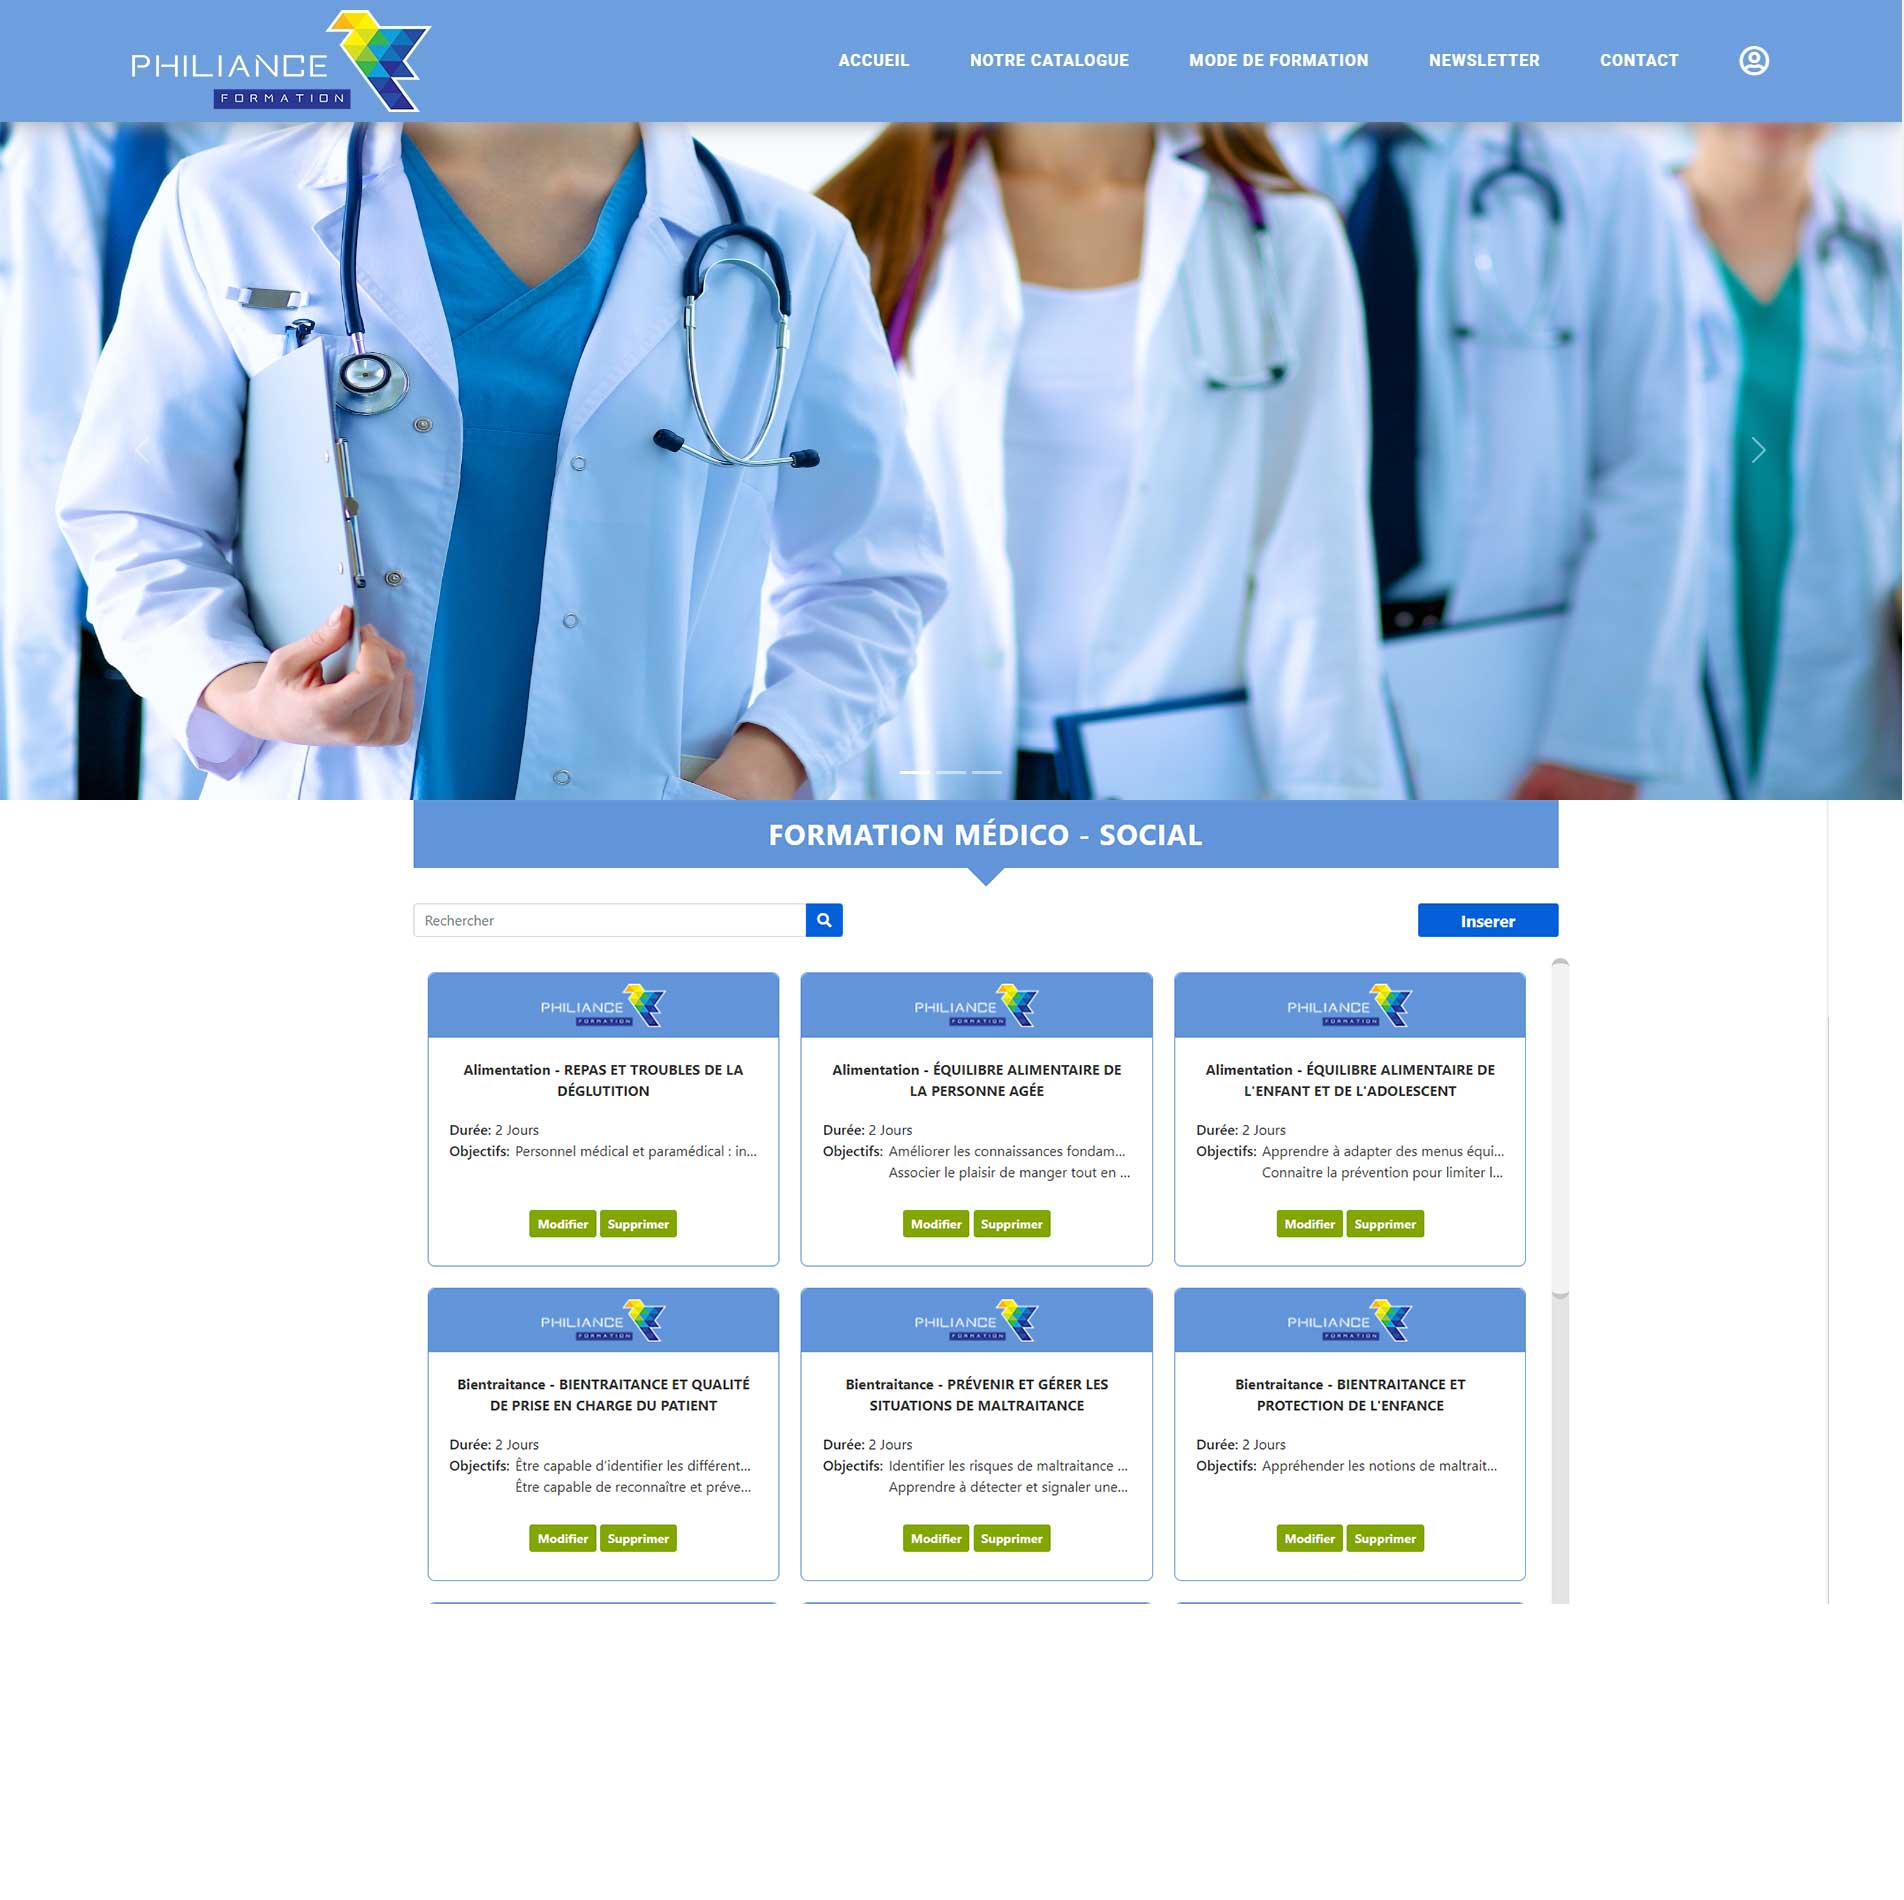 PHILIANCE
FORMATION
ACCUEIL
NOTRE CATALOGUE
MODE DE FORMATION
NEWSLETTER
CONTACT
FORMATION MÉDICO - SOCIAL
Rechercher
Inserer
PHILIANCE
FORMATION
Alimentation - REPAS ET TROUBLES DE LA
DÉGLUTITION
Durée: 2 Jours
Objectifs: Personnel médical et paramédical : in...
Modifier
Supprimer
PHILIANCE
FORMATION
Alimentation - ÉQUILIBRE ALIMENTAIRE DE
LA PERSONNE AGÉE
Durée: 2 Jours
Objectifs: Améliorer les connaissances fondam...
Associer le plaisir de manger tout en ...
Modifier
Supprimer
PHILIANCE
FORMATION
Alimentation - ÉQUILIBRE ALIMENTAIRE DE
L'ENFANT ET DE L'ADOLESCENT
Durée: 2 Jours
Objectifs: Apprendre à adapter des menus équi...
Connaitre la prévention pour limiter l...
Modifier
Supprimer
PHILIANCE
FORMATION
Bientraitance - BIENTRAITANCE ET QUALITÉ
DE PRISE EN CHARGE DU PATIENT
Durée: 2 Jours
Objectifs: Être capable d'identifier les différent...
Être capable de reconnaître et préve...
Modifier
Supprimer
PHILIANCE
FORMATION
Bientraitance - PRÉVENIR ET GÉRER LES
SITUATIONS DE MALTRAITANCE
Durée: 2 Jours
Objectifs: Identifier les risques de maltraitance ...
Apprendre à détecter et signaler une...
Modifier
Supprimer
PHILIANCE
FORMATION
Bientraitance - BIENTRAITANCE ET
PROTECTION DE L'ENFANCE
Durée: 2 Jours
Objectifs: Appréhender les notions de maltrait...
Modifier
Supprimer